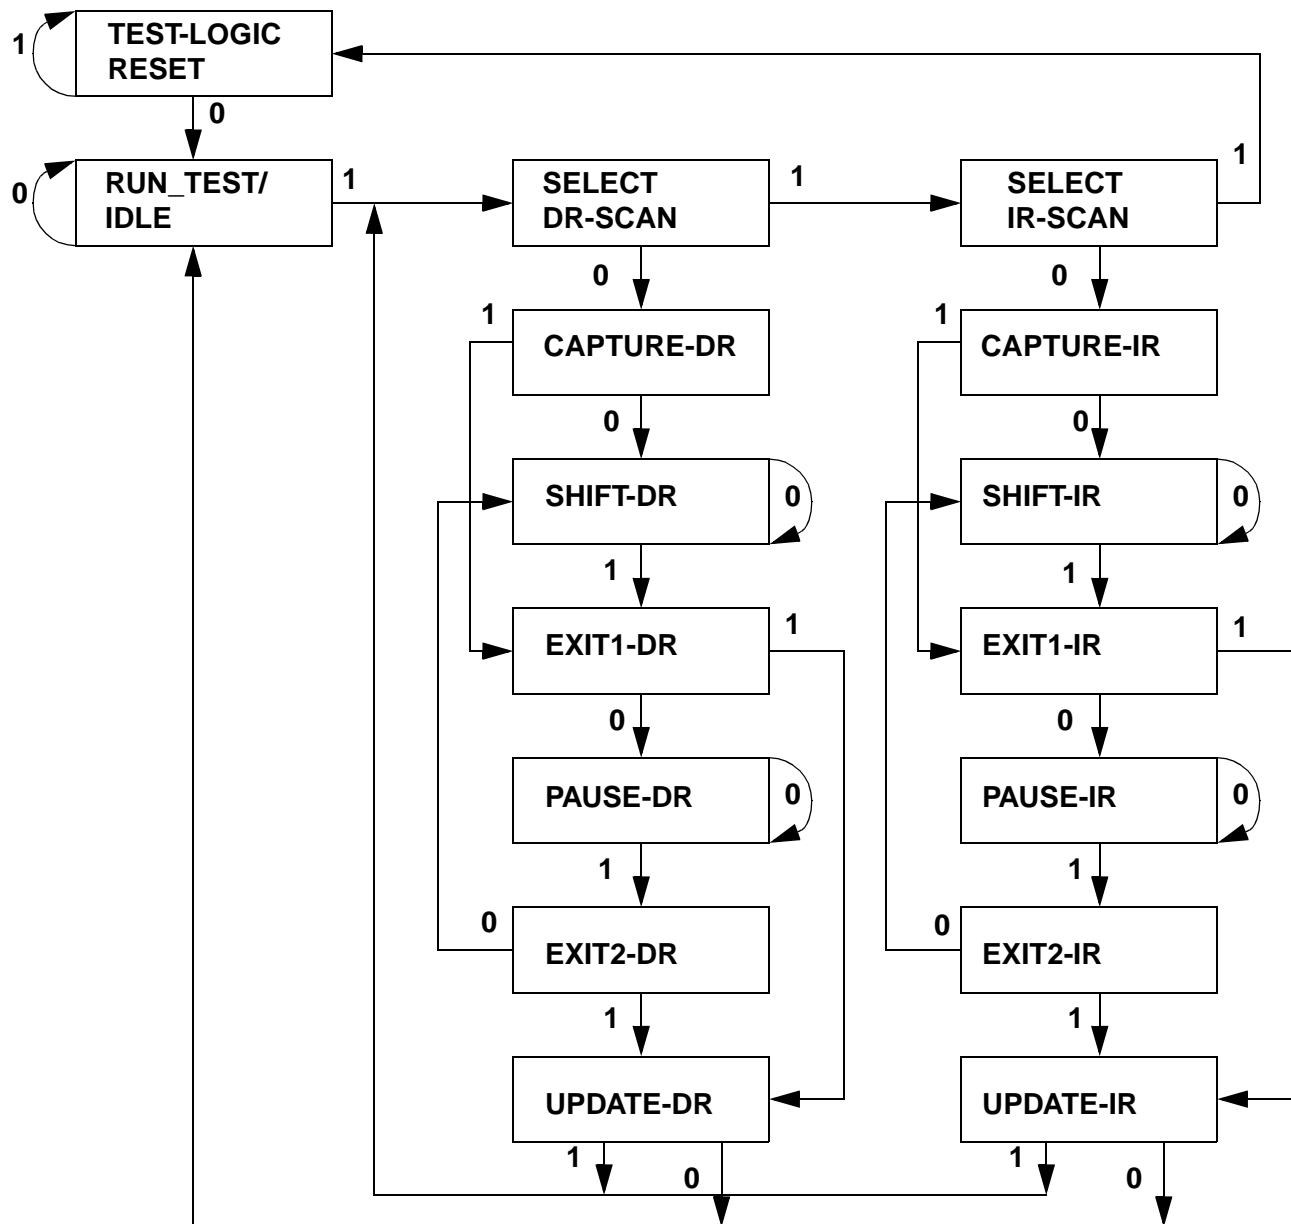 TEST-LOGIC
RESET
1
0
RUN_TEST/
IDLE
0
1
SELECT
DR-SCAN
1
SELECT
IR-SCAN
1
0
0
1
CAPTURE-DR
1
CAPTURE-IR
0
0
SHIFT-DR
0
SHIFT-IR
0
1
1
EXIT1-DR
1
EXIT1-IR
1
0
0
PAUSE-DR
0
PAUSE-IR
0
1
1
0
EXIT2-DR
0
EXIT2-IR
1
1
UPDATE-DR
UPDATE-IR
1
0
1
0